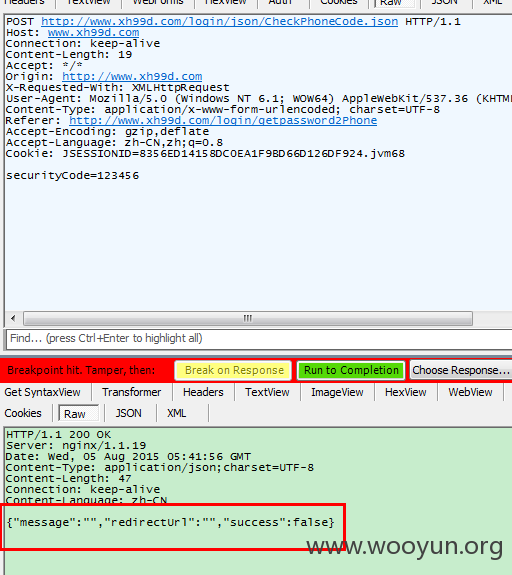 Headers TextView WebForms HexView Auth Cookies Raw JSON XML
POST http://www.xh99d.com/login/json/CheckPhoneCode.json HTTP/1.1
Host: www.xh99d.com
Connection: keep-alive
Content-Length: 19
Accept: */*
Origin: http://www.xh99d.com
X-Requested-With: XMLHttpRequest
User-Agent: Mozilla/5.0 (Windows NT 6.1; WOW64) AppleWebKit/537.36 (KHTML
Content-Type: application/x-www-form-urlencoded; charset=UTF-8
Referer: http://www.xh99d.com/login/getpassword2Phone
Accept-Encoding: gzip,deflate
Accept-Language: zh-CN,zh;q=0.8
Cookie: JSESSIONID=8356ED14158DC0EA1F9BD66D126DF924.jvm68
securityCode=123456
Find... (press Ctrl+Enter to highlight all)
Breakpoint hit. Tamper, then: Break on Response Run to Completion Choose Response...
Get SyntaxView Transformer Headers TextView ImageView HexView WebView
Cookies Raw JSON XML
HTTP/1.1 200 OK
Server: nginx/1.1.19
Date: Wed, 05 Aug 2015 05:41:56 GMT
Content-Type: application/json;charset=UTF-8
Content-Length: 47
Connection: keep-alive
Content-Language: zh-CN
{"message":"","redirectUrl":"","success":false}
www.wooyun.org